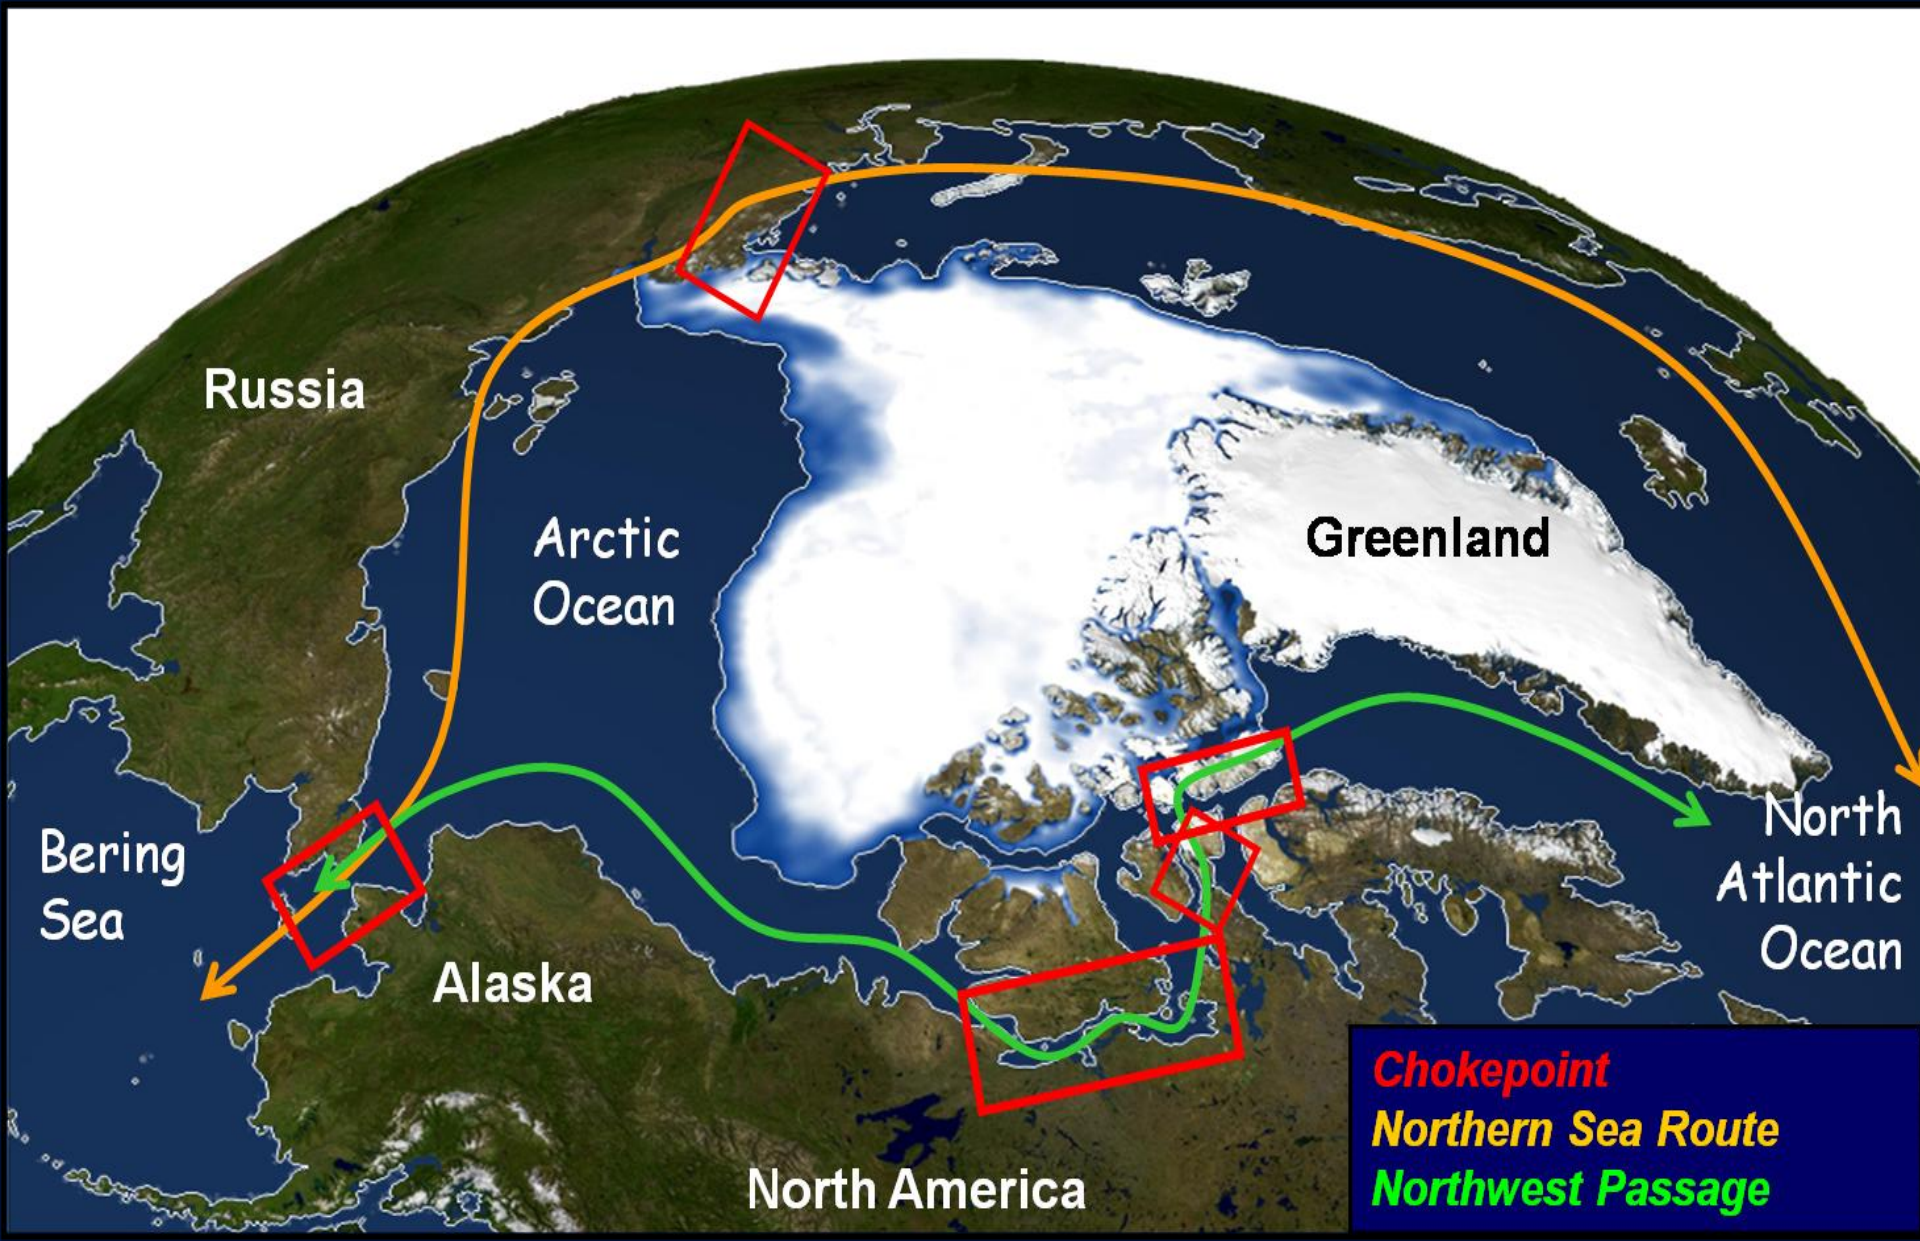 Russia
Arctic
Ocean
Greenland
Bering
Sea
North
Atlantic
Ocean
Alaska
North America
Chokepoint
Northern Sea Route
Northwest Passage